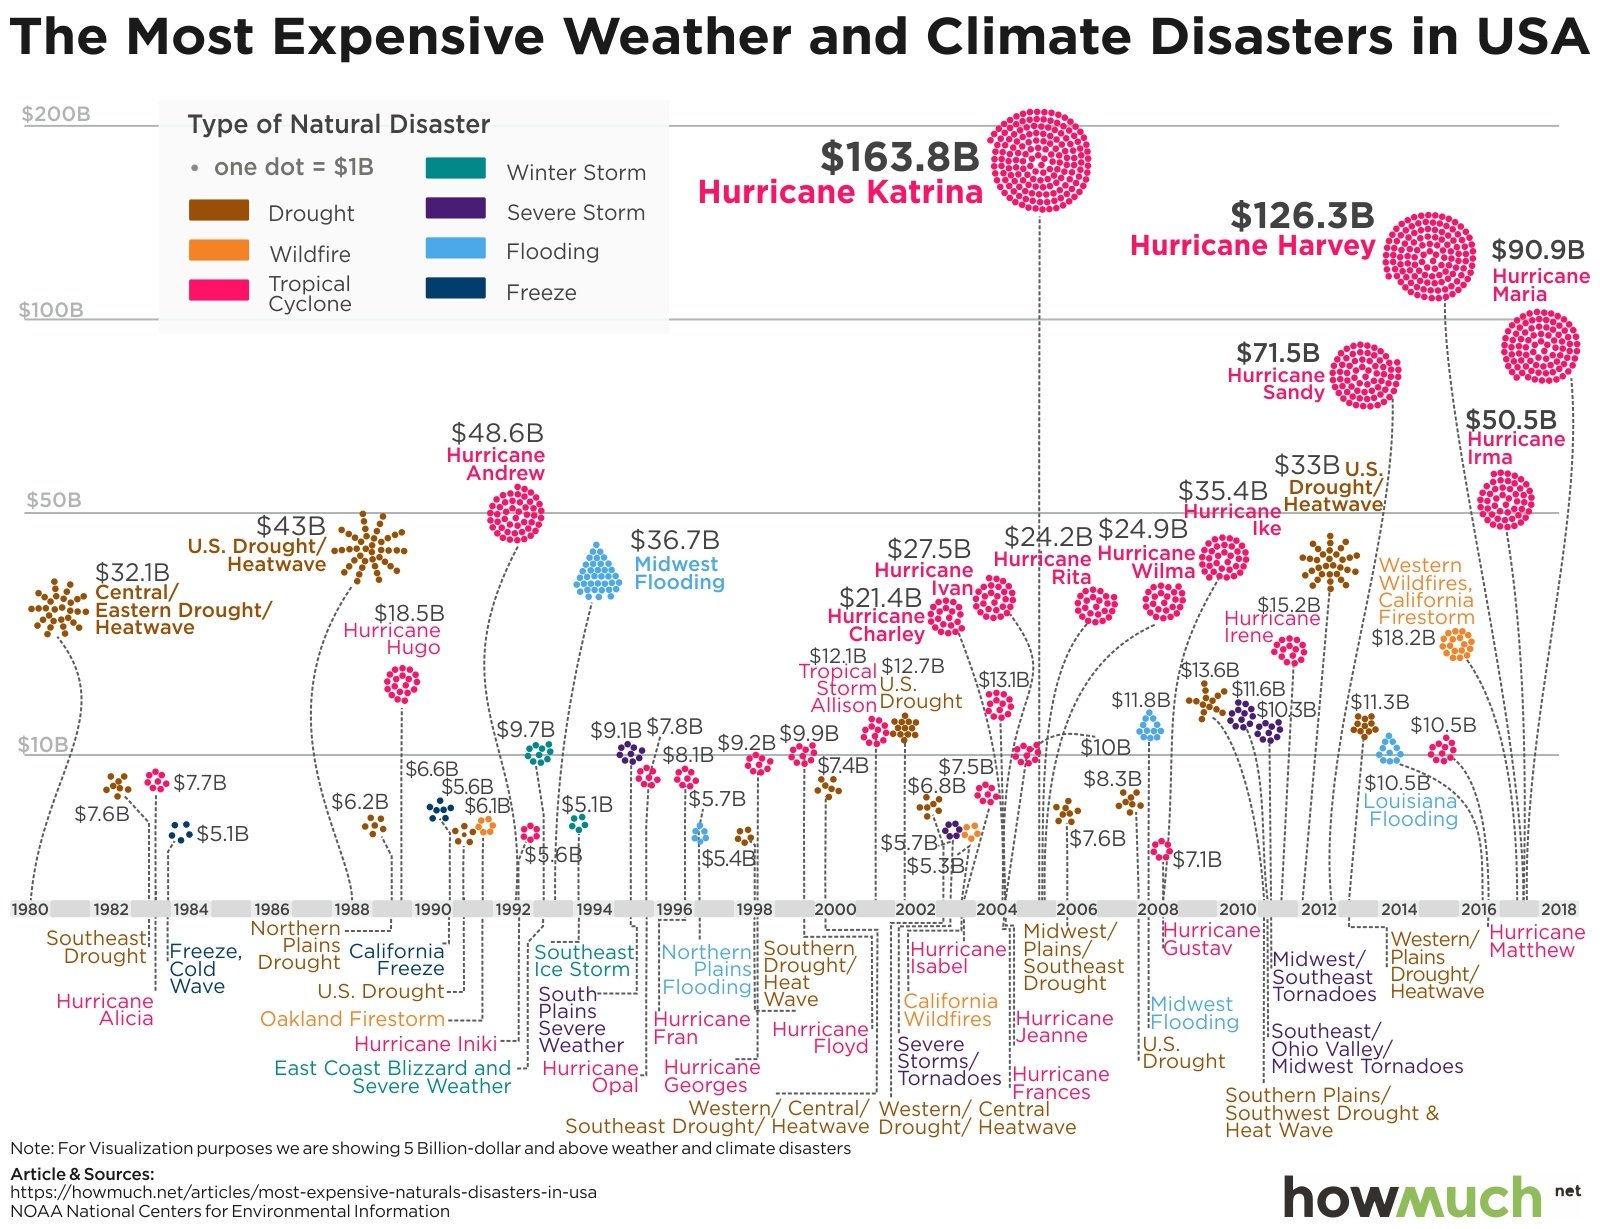 The Most Expensive Weather and Climate Disasters in USA
$200B
Type of Natural Disaster
one dot = $1B
Drought
Wildfire
Tropical
Cyclone
Winter Storm
Severe Storm
Flooding
Freeze
$163.8B
Hurricane Katrina
$126.3B
Hurricane Harvey
$90.9B
Hurricane
Maria
$100B
$71.5B
Hurricane
Sandy
$50.5B
Hurricane
Irma
$48.6B
Hurricane
Andrew
$33B U.S.
Drought/
Heatwave
$50B
$43B
U.S. Drought/
Heatwave
$36.7B
Midwest
Flooding
$35.4B
Hurricane
Ike
$24.9B
Hurricane
Wilma
$24.2B
Hurricane
Rita
$27.5B
Hurricane
Ivan
$21.4B
Hurricane
Charley
$32.1B
Central/
Eastern Drought/
Heatwave
$18.5B
Hurricane
Hugo
Western
Wildfires,
California
Firestorm
$18.2B
$15.2B
Hurricane
Irene
$12.1B
Tropical
Storm
Allison
$12.7B
U.S.
Drought
$13.1B
$13.6B
$11.6B
$10.3B
$11.8B
$11.3B
$10.5B
$10B
$9.7B
$9.1B
$7.8B
$8.1B
$9.2B
$9.9B
$10B
$7.4B
$7.5B
$6.8B
$8.3B
$10.5B
Louisiana
Flooding
$7.6B
$7.7B
$5.1B
$6.2B
$6.6B
$5.6B
$6.1B
$5.6B
$5.1B
$5.7B
$5.4B
$5.7B
$5.3B
$7.6B
$7.1B
1980 1982 1984 1986 1988 1990 1992 1994 1996 1998 2000 2002 2004 2006 2008 2010 2012 2014 2016 2018
Southeast
Drought
Hurricane
Alicia
Freeze,
Cold
Wave
Northern
Plains
Drought
California
Freeze
U.S. Drought
Oakland Firestorm
Hurricane Iniki
East Coast Blizzard and
Severe Weather
Southeast
Ice Storm
South
Plains
Severe
Weather
Hurricane
Opal
Northern
Plains
Flooding
Hurricane
Fran
Hurricane
Georges
Southern
Drought/
Heat
Wave
Hurricane
Floyd
Western/ Central/
Southeast Drought/ Heatwave
Western/ Central
Drought/ Heatwave
Hurricane
Isabel
California
Wildfires
Severe
Storms/
Tornadoes
Midwest/
Plains/
Southeast
Drought
Hurricane
Jeanne
Hurricane
Frances
Hurricane
Gustav
Midwest
Flooding
U.S.
Drought
Midwest/
Southeast
Tornadoes
Southeast/
Ohio Valley/
Midwest Tornadoes
Southern Plains/
Southwest Drought &
Heat Wave
Western/
Plains
Drought/
Heatwave
Hurricane
Matthew
Note: For Visualization purposes we are showing 5 Billion-dollar and above weather and climate disasters
Article & Sources:
https://howmuch.net/articles/most-expensive-naturals-disasters-in-usa
NOAA National Centers for Environmental Information
howmuch net